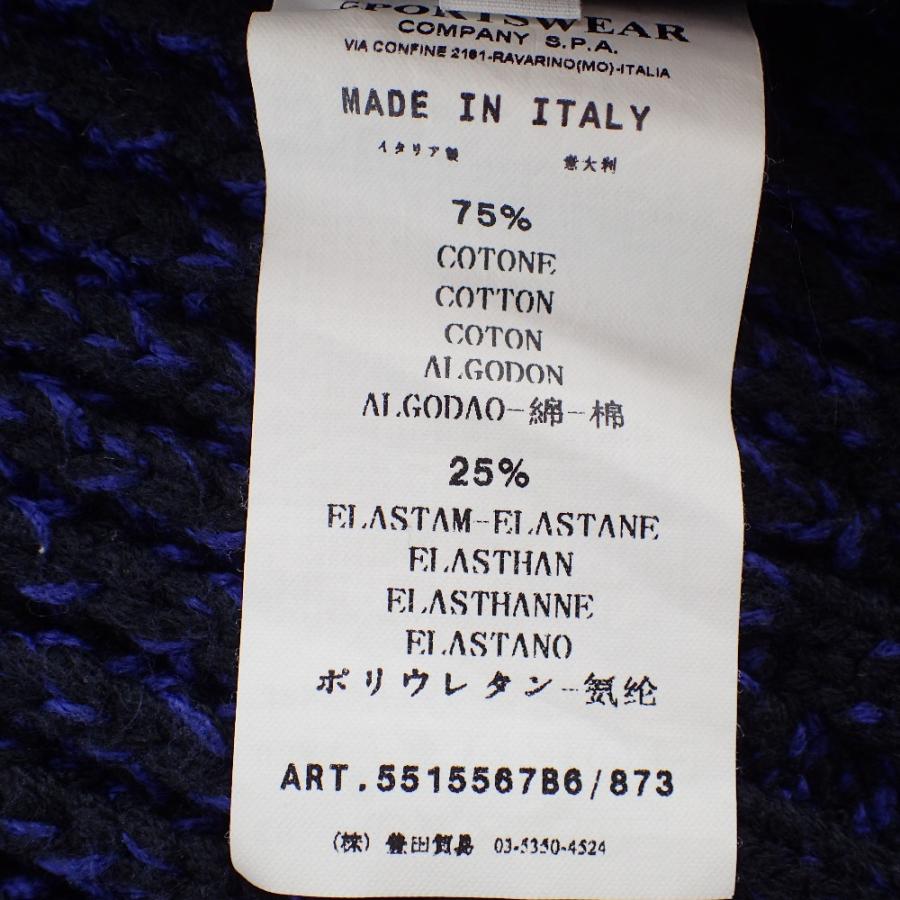 SPORTSWEAR
COMPANY S.P.A.
VIA CONFINE 2161-RAVARINO(MO)-ITALIA
MADE IN ITALY
イタリア製 意大利
75%
COTONE
COTTON
COTON
ALGODON
ALGODAO-綿-棉
25%
ELASTAM-ELASTANE
ELASTHAN
ELASTHANNE
ELASTANO
ポリウレタン-氨纶
ART.5515567B6/873
(株) 豊田貿易 03-5350-4524